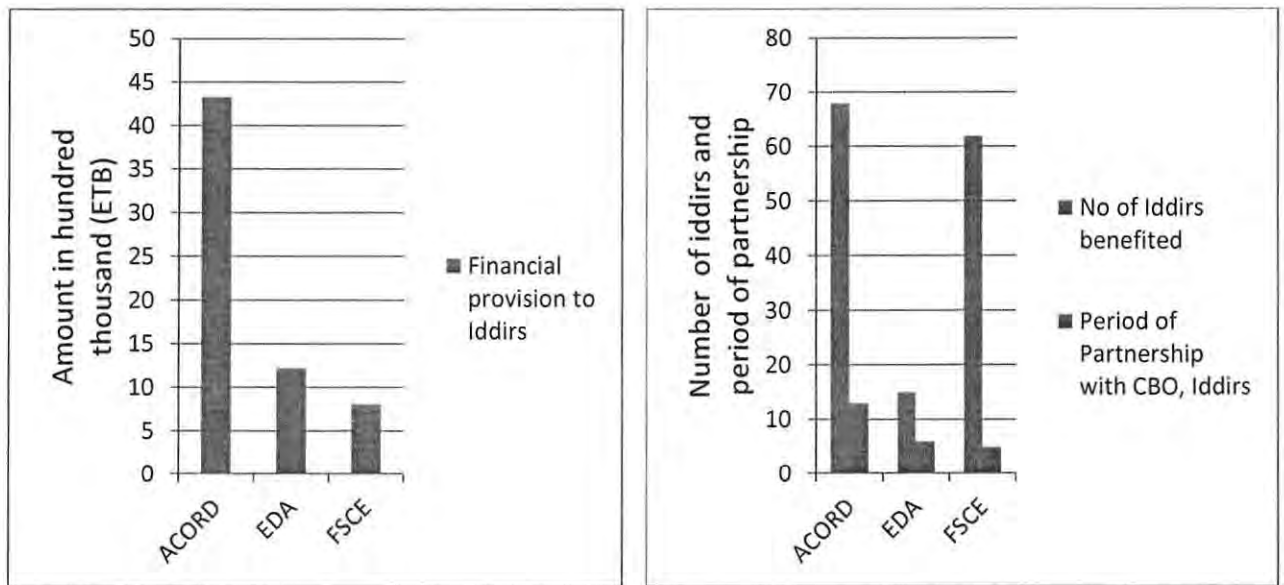 50
45
40
35
30
25
20
15
10
5
0
Amount in hundred
thousand (ETB)
ACORD
EDA
FSCE
Financial
provision to
Iddirs
80
70
60
50
40
30
20
10
0
Number of iddirs and
period of partnership
ACORD
EDA
FSCE
No of Iddirs
benefited
Period of
Partnership
with CBO, Iddirs